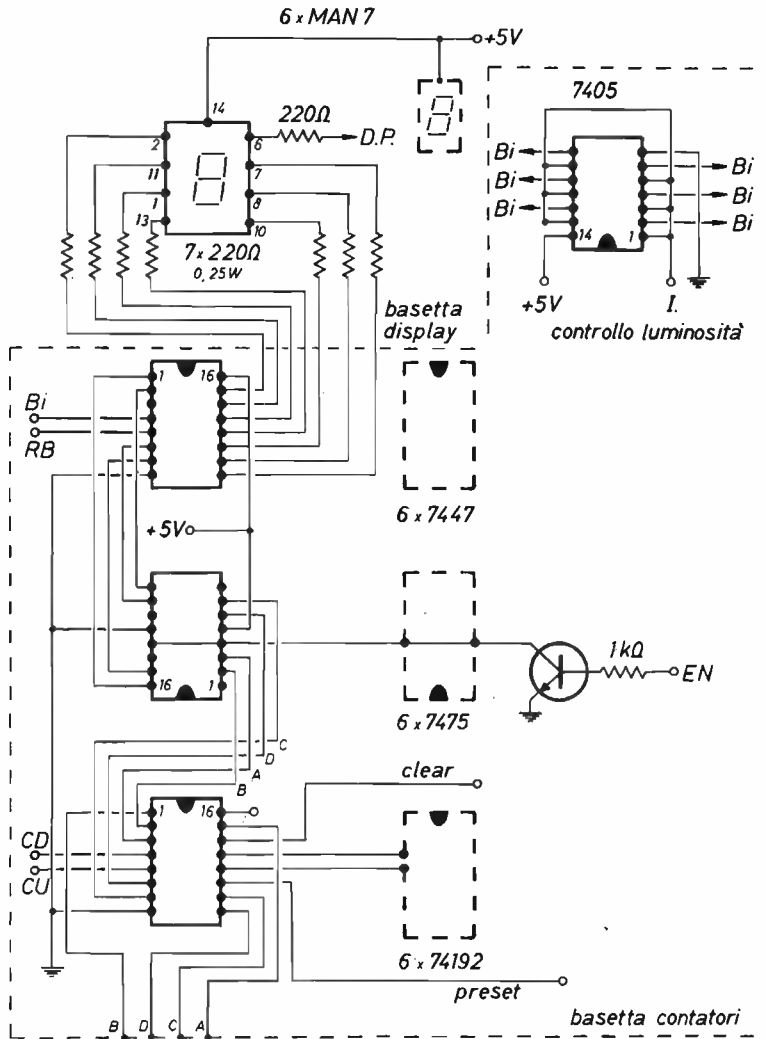 6 x MAN 7
+5V
14
220Ω
D.P.
2
6
11
7
1
8
13
10
7 x 220Ω
0,25W
7405
Bi
Bi
Bi
Bi
Bi
Bi
14
1
+5V
I.
controllo luminosità
basetta
display
1
16
Bi
RB
6 x 7447
+5V
16
1
6 x 7475
1kΩ
EN
C
D
A
B
clear
1
16
CD
CU
6 x 74192
preset
B
D
C
A
basetta contatori